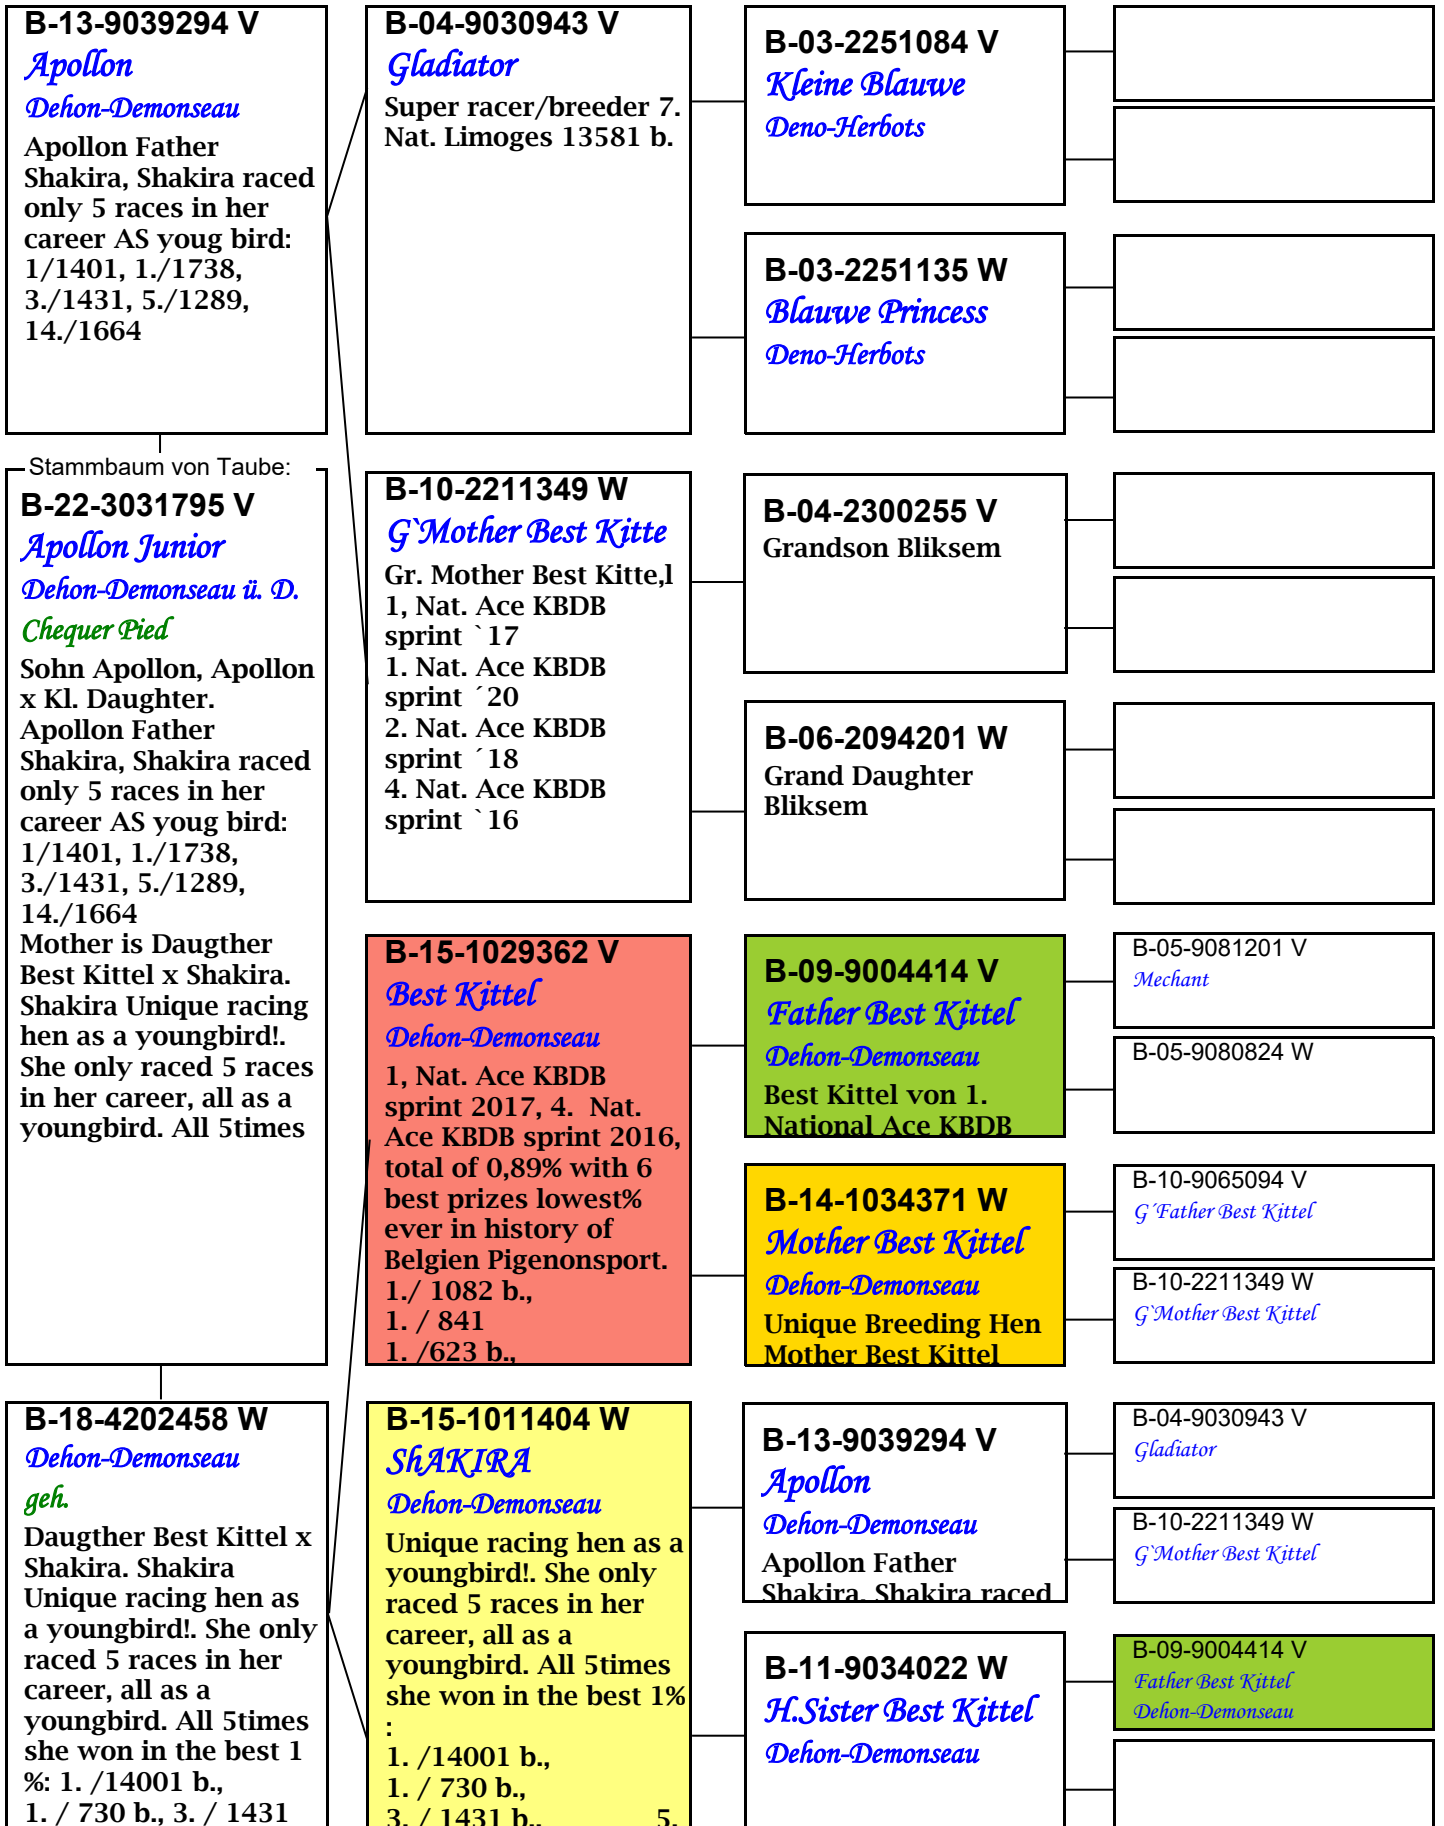 B-13-9039294 V
Apollon
Dehon-Demonseau
Apollon Father
Shakira, Shakira raced
only 5 races in her
career AS youg bird:
1/1401, 1./1738,
3./1431, 5./1289,
14./1664
Stammbaum von Taube:
B-22-3031795 V
Apollon Junior
Dehon-Demonseau ü. D.
Chequer Pied
Sohn Apollon, Apollon
x Kl. Daughter.
Apollon Father
Shakira, Shakira raced
only 5 races in her
career AS youg bird:
1/1401, 1./1738,
3./1431, 5./1289,
14./1664
Mother is Daugther
Best Kittel x Shakira.
Shakira Unique racing
hen as a youngbird!.
She only raced 5 races
in her career, all as a
youngbird. All 5times
B-18-4202458 W
Dehon-Demonseau
geh.
Daugther Best Kittel x
Shakira. Shakira
Unique racing hen as
a youngbird!. She only
raced 5 races in her
career, all as a
youngbird. All 5times
she won in the best 1
%: 1. /14001 b.,
1. / 730 b., 3. / 1431
B-04-9030943 V
Gladiator
Super racer/breeder 7.
Nat. Limoges 13581 b.
B-10-2211349 W
G`Mother Best Kitte
Gr. Mother Best Kitte,l
1, Nat. Ace KBDB
sprint `17
1. Nat. Ace KBDB
sprint ´20
2. Nat. Ace KBDB
sprint ´18
4. Nat. Ace KBDB
sprint `16
B-15-1029362 V
Best Kittel
Dehon-Demonseau
1, Nat. Ace KBDB
sprint 2017, 4.  Nat.
Ace KBDB sprint 2016,
total of 0,89% with 6
best prizes lowest%
ever in history of
Belgien Pigenonsport.
1./ 1082 b.,
1. / 841
1. /623 b.,
B-15-1011404 W
ShAKIRA
Dehon-Demonseau
Unique racing hen as a
youngbird!. She only
raced 5 races in her
career, all as a
youngbird. All 5times
she won in the best 1%
:
1. /14001 b.,
1. / 730 b.,
3. / 1431 b., 5.
B-03-2251084 V
Kleine Blauwe
Deno-Herbots
B-03-2251135 W
Blauwe Princess
Deno-Herbots
B-04-2300255 V
Grandson Bliksem
B-06-2094201 W
Grand Daughter
Bliksem
B-09-9004414 V
Father Best Kittel
Dehon-Demonseau
Best Kittel von 1.
National Ace KBDB
B-14-1034371 W
Mother Best Kittel
Dehon-Demonseau
Unique Breeding Hen
Mother Best Kittel
B-13-9039294 V
Apollon
Dehon-Demonseau
Apollon Father
Shakira, Shakira raced
B-11-9034022 W
H.Sister Best Kittel
Dehon-Demonseau
B-05-9081201 V
Mechant
B-05-9080824 W
B-10-9065094 V
G´Father Best Kittel
B-10-2211349 W
G`Mother Best Kittel
B-04-9030943 V
Gladiator
B-10-2211349 W
G`Mother Best Kittel
B-09-9004414 V
Father Best Kittel
Dehon-Demonseau